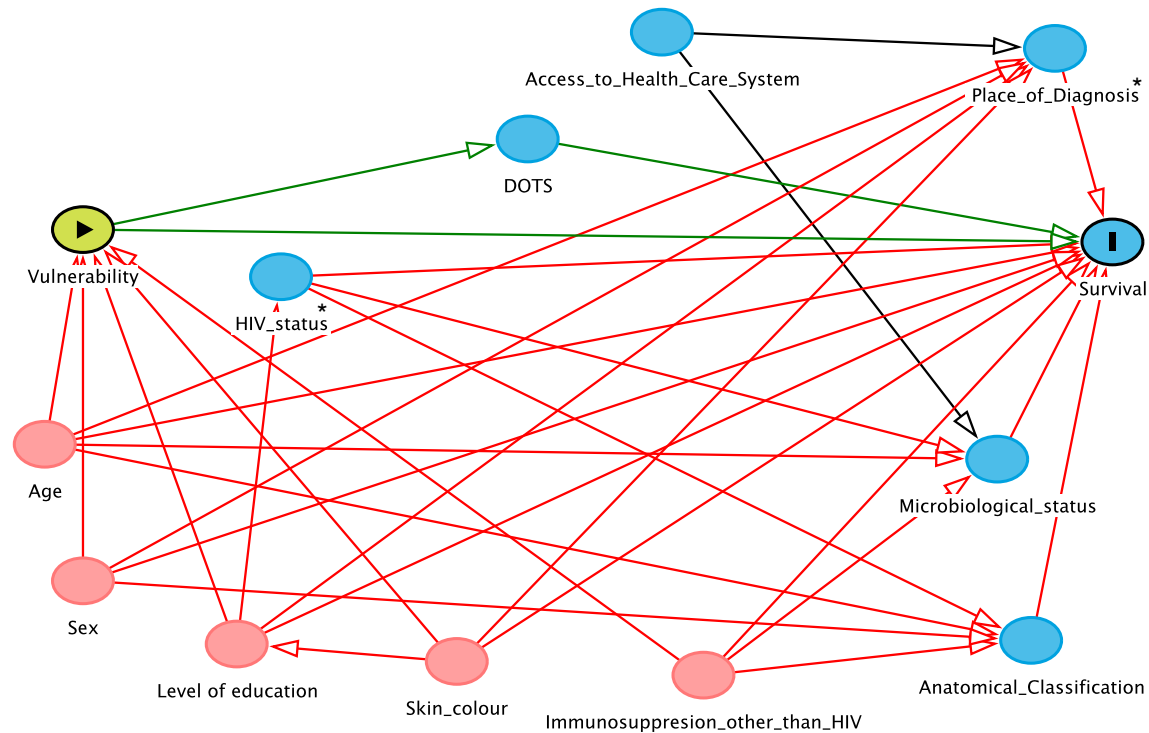 Access_to_Health_Care_System
Place_of_Diagnosis*
DOTS
Vulnerability
Survival
HIV_status*
Age
Microbiological_status
Sex
Level of education
Skin_colour
Anatomical_Classification
Immunosuppresion_other_than_HIV